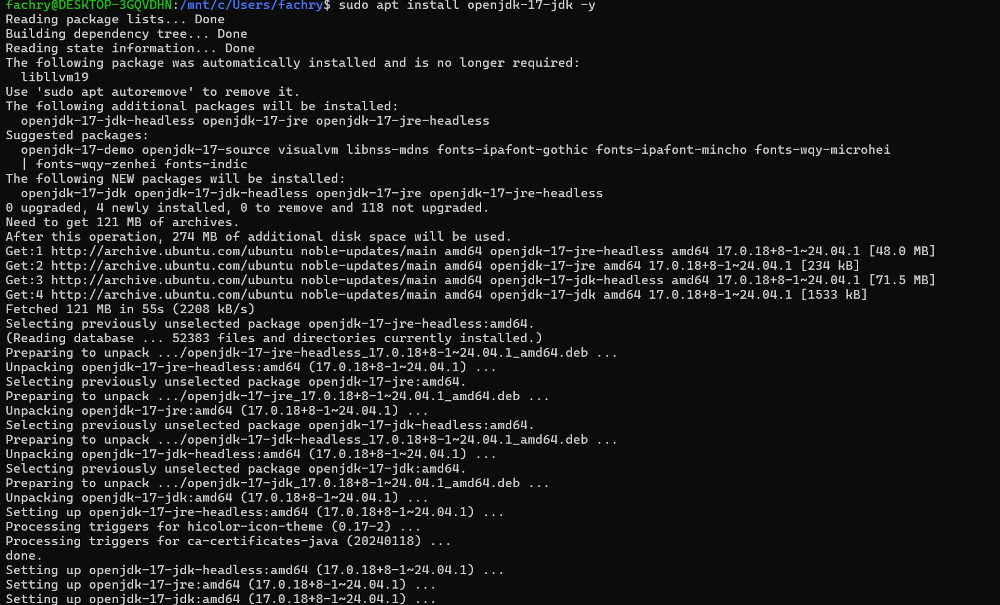 fachry@DESKTOP-3GQVDHN:/mnt/c/Users/fachry$ sudo apt install openjdk-17-jdk -y
Reading package lists... Done
Building dependency tree... Done
Reading state information... Done
The following package was automatically installed and is no longer required:
  libllvm19
Use 'sudo apt autoremove' to remove it.
The following additional packages will be installed:
  openjdk-17-jdk-headless openjdk-17-jre openjdk-17-jre-headless
Suggested packages:
  openjdk-17-demo openjdk-17-source visualvm libnss-mdns fonts-ipafont-gothic fonts-ipafont-mincho fonts-wqy-microhei
  | fonts-wqy-zenhei fonts-indic
The following NEW packages will be installed:
  openjdk-17-jdk openjdk-17-jdk-headless openjdk-17-jre openjdk-17-jre-headless
0 upgraded, 4 newly installed, 0 to remove and 118 not upgraded.
Need to get 121 MB of archives.
After this operation, 274 MB of additional disk space will be used.
Get:1 http://archive.ubuntu.com/ubuntu noble-updates/main amd64 openjdk-17-jre-headless amd64 17.0.18+8-1~24.04.1 [48.0 MB]
Get:2 http://archive.ubuntu.com/ubuntu noble-updates/main amd64 openjdk-17-jre amd64 17.0.18+8-1~24.04.1 [234 kB]
Get:3 http://archive.ubuntu.com/ubuntu noble-updates/main amd64 openjdk-17-jdk-headless amd64 17.0.18+8-1~24.04.1 [71.5 MB]
Get:4 http://archive.ubuntu.com/ubuntu noble-updates/main amd64 openjdk-17-jdk amd64 17.0.18+8-1~24.04.1 [1533 kB]
Fetched 121 MB in 55s (2208 kB/s)
Selecting previously unselected package openjdk-17-jre-headless:amd64.
(Reading database ... 52383 files and directories currently installed.)
Preparing to unpack .../openjdk-17-jre-headless_17.0.18+8-1~24.04.1_amd64.deb ...
Unpacking openjdk-17-jre-headless:amd64 (17.0.18+8-1~24.04.1) ...
Selecting previously unselected package openjdk-17-jre:amd64.
Preparing to unpack .../openjdk-17-jre_17.0.18+8-1~24.04.1_amd64.deb ...
Unpacking openjdk-17-jre:amd64 (17.0.18+8-1~24.04.1) ...
Selecting previously unselected package openjdk-17-jdk-headless:amd64.
Preparing to unpack .../openjdk-17-jdk-headless_17.0.18+8-1~24.04.1_amd64.deb ...
Unpacking openjdk-17-jdk-headless:amd64 (17.0.18+8-1~24.04.1) ...
Selecting previously unselected package openjdk-17-jdk:amd64.
Preparing to unpack .../openjdk-17-jdk_17.0.18+8-1~24.04.1_amd64.deb ...
Unpacking openjdk-17-jdk:amd64 (17.0.18+8-1~24.04.1) ...
Setting up openjdk-17-jre-headless:amd64 (17.0.18+8-1~24.04.1) ...
Processing triggers for hicolor-icon-theme (0.17-2) ...
Processing triggers for ca-certificates-java (20240118) ...
done.
Setting up openjdk-17-jdk-headless:amd64 (17.0.18+8-1~24.04.1) ...
Setting up openjdk-17-jre:amd64 (17.0.18+8-1~24.04.1) ...
Setting up openjdk-17-jdk:amd64 (17.0.18+8-1~24.04.1) ...